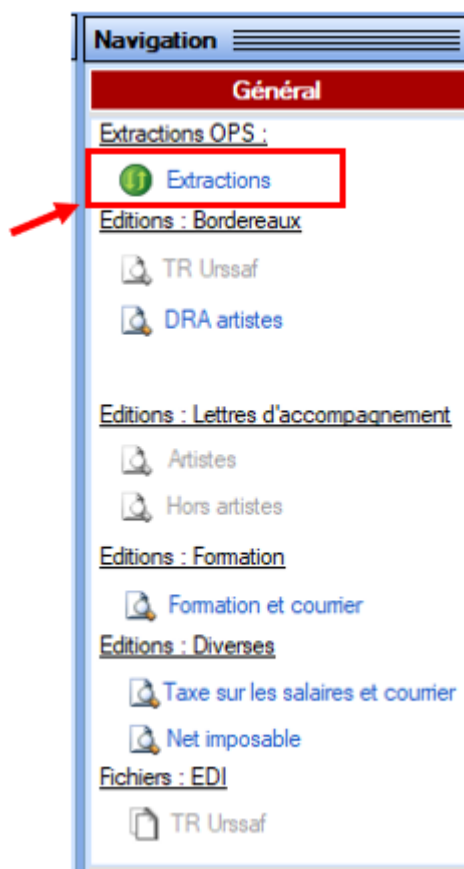 Navigation
Général
Extractions OPS :
Extractions
Editions : Bordereaux
TR Urssaf
DRA artistes
Editions : Lettres d'accompagnement
Artistes
Hors artistes
Editions : Formation
Formation et courrier
Editions : Diverses
Taxe sur les salaires et courrier
Net imposable
Fichiers : EDI
TR Urssaf